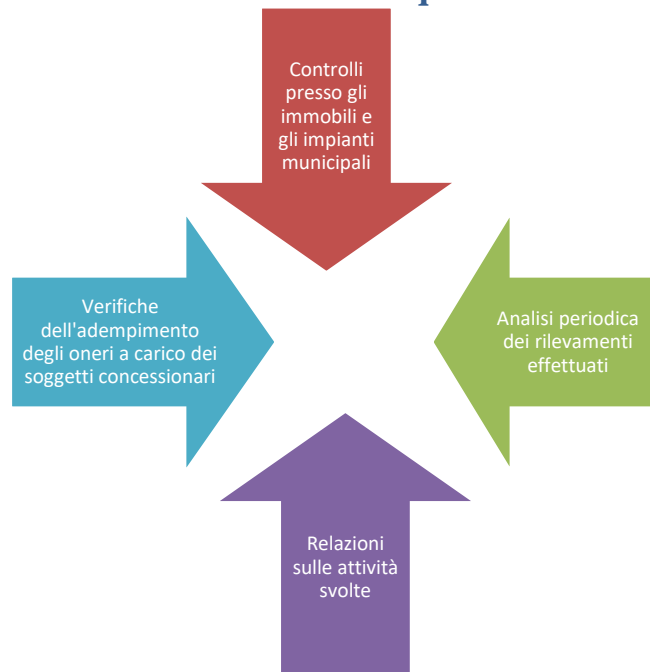 Controlli
presso gli
immobili e
gli impianti
municipali
Verifiche
dell'adempimento
degli oneri a carico dei
soggetti concessionari
Analisi periodica
dei rilevamenti
effettuati
Relazioni
sulle attività
svolte